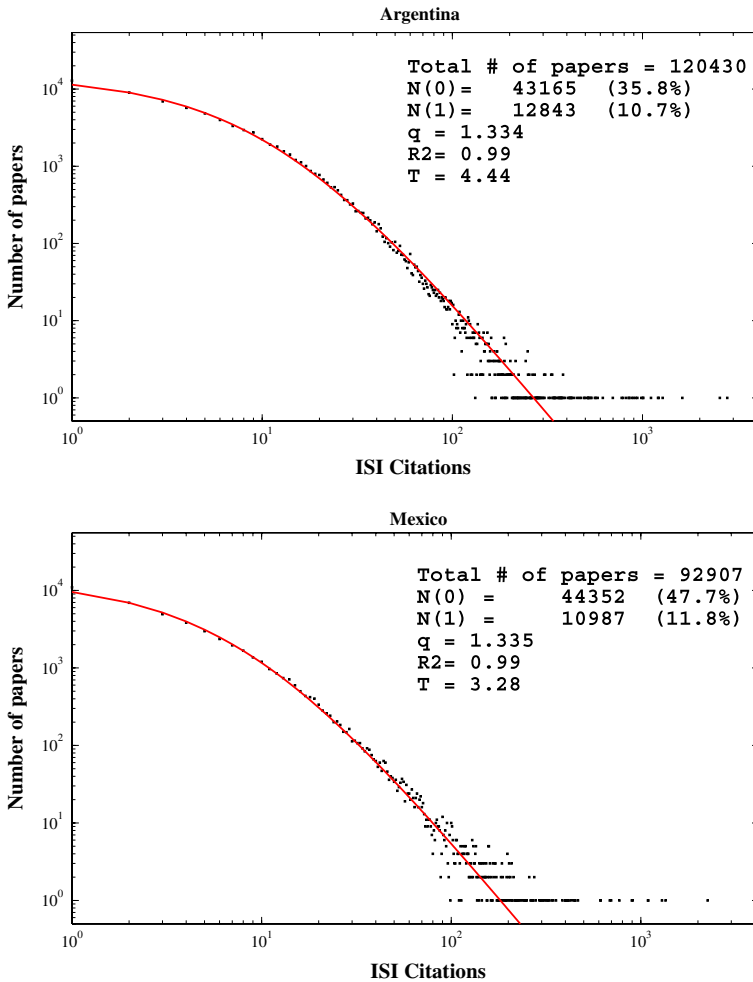 Argentina
Total # of papers = 120430
N(0)= 43165 (35.8%)
N(1)= 12843 (10.7%)
q = 1.334
R2= 0.99
T = 4.44
Number of papers
10^4
10^3
10^2
10^1
10^0
10^0 10^1 10^2 10^3
ISI Citations
Mexico
Total # of papers = 92907
N(0) = 44352 (47.7%)
N(1) = 10987 (11.8%)
q = 1.335
R2= 0.99
T = 3.28
Number of papers
10^4
10^3
10^2
10^1
10^0
10^0 10^1 10^2 10^3
ISI Citations